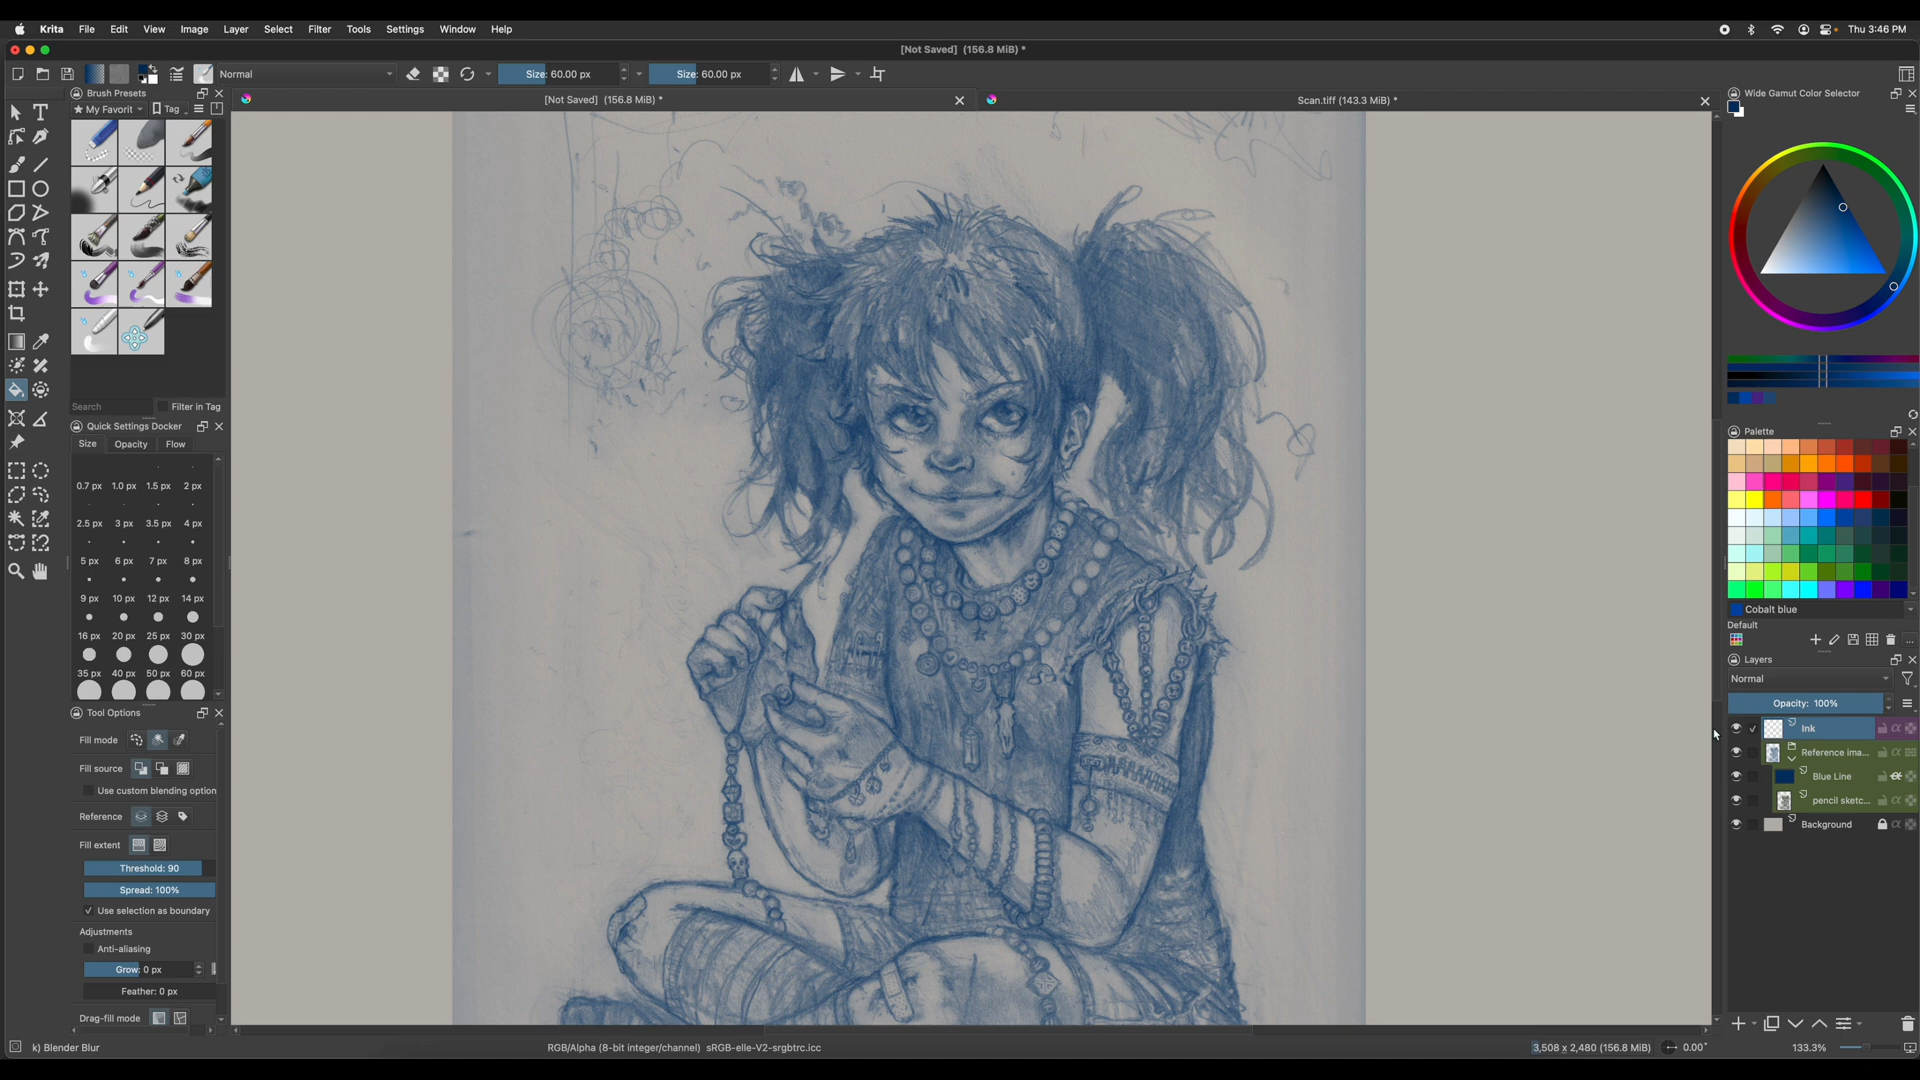 Krita File Edit View Image Layer Select Filter Tools Settings Window Help
Thu 3:46 PM
[Not Saved] (156.8 MiB) *
Normal
Size: 60.00 px
Size: 60.00 px
Brush Presets
My Favorit
Tag
Search
Filter in Tag
Quick Settings Docker
Size Opacity Flow
0.7 px 1.0 px 1.5 px 2 px
2.5 px 3 px 3.5 px 4 px
5 px 6 px 7 px 8 px
9 px 10 px 12 px 14 px
16 px 20 px 25 px 30 px
35 px 40 px 50 px 60 px
Tool Options
Fill mode
Fill source
Use custom blending option
Reference
Fill extent
Threshold: 90
Spread: 100%
Use selection as boundary
Adjustments
Anti-aliasing
Grow: 0 px
Feather: 0 px
Drag-fill mode
[Not Saved] (156.8 MiB) *
Scan.tiff (143.3 MiB) *
Wide Gamut Color Selector
Palette
Cobalt blue
Default
Layers
Normal
Opacity: 100%
Ink
Reference ima...
Blue Line
pencil sketc...
Background
k) Blender Blur
RGB/Alpha (8-bit integer/channel) sRGB-elle-V2-srgbtrc.icc
3,508 x 2,480 (156.8 MiB)
0.00°
133.3%